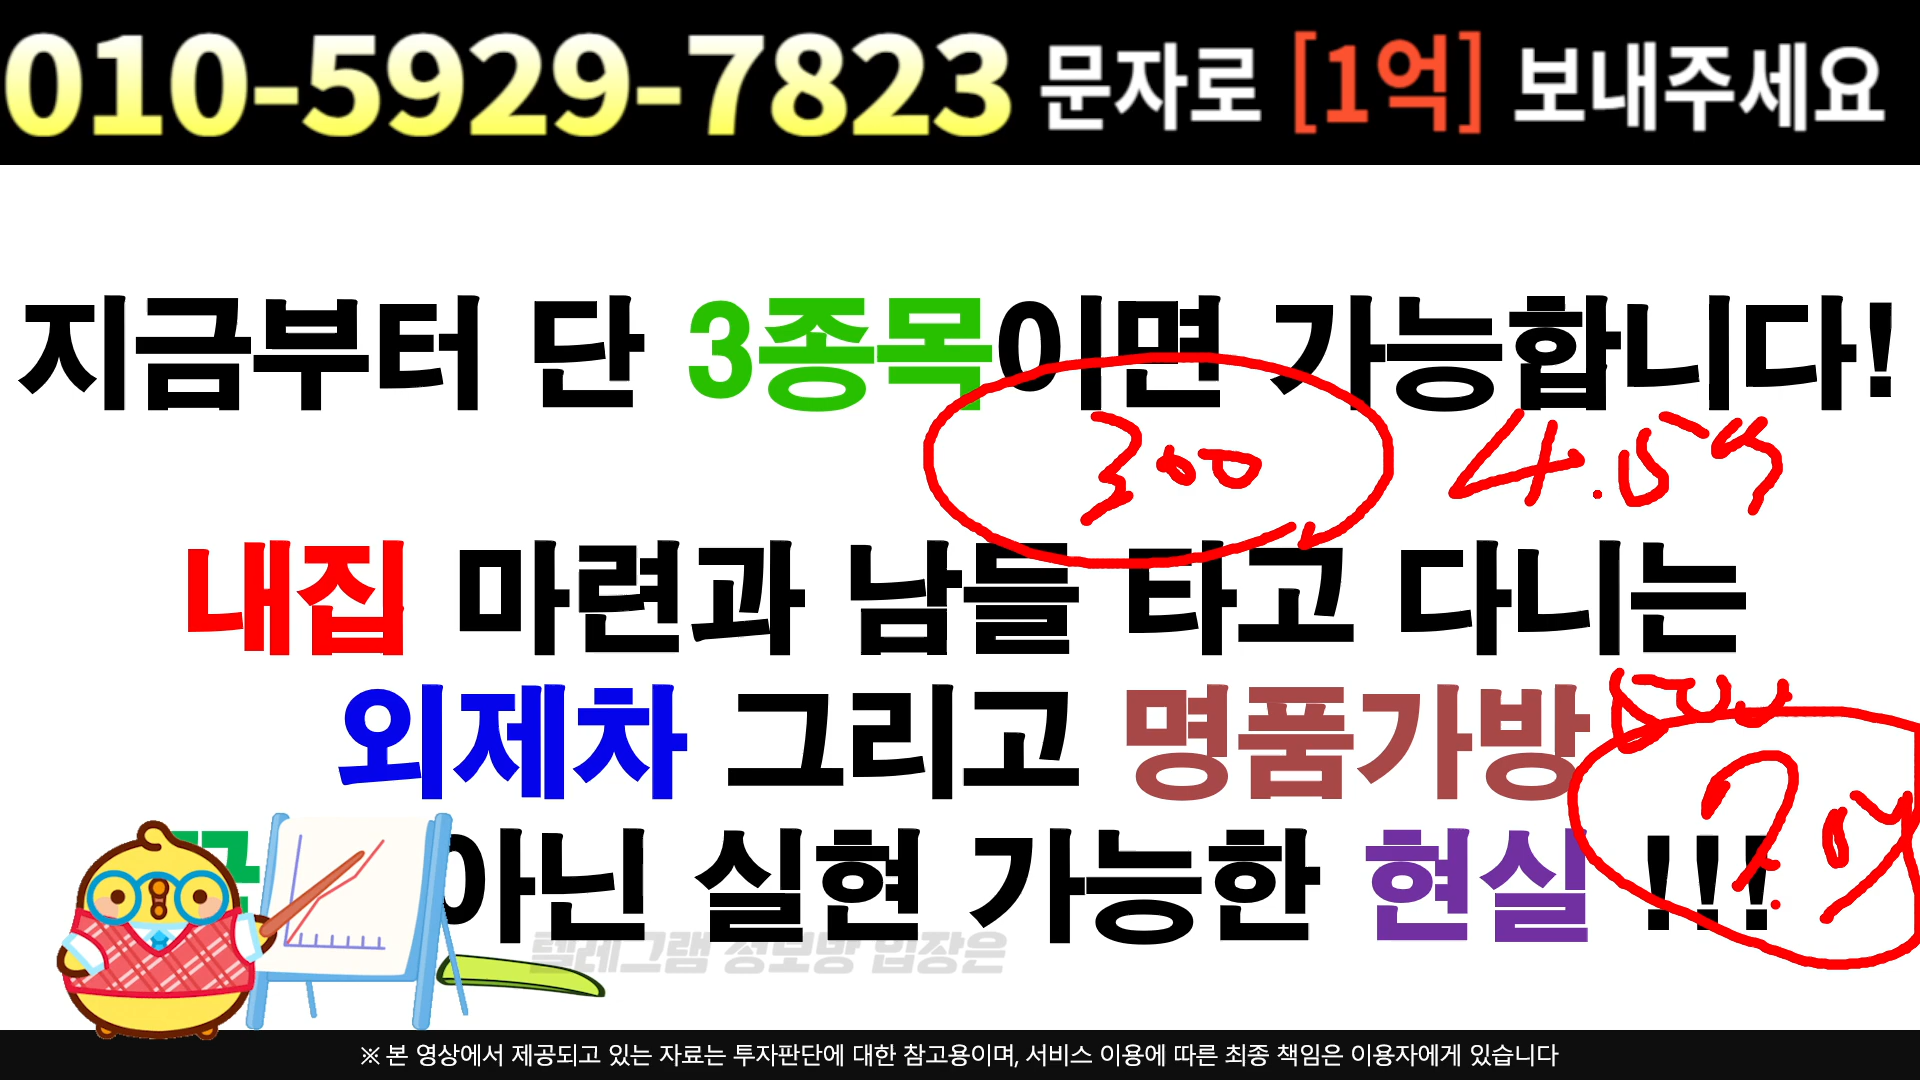 010-5929-7823 문자로 [1억] 보내주세요
지금부터 단 3종목이면 가능합니다!
300
4.5억
내집 마련과 남들 타고 다니는
500
외제차 그리고 명품가방
아닌 실현 가능한 현실 !!!
텔레그램 정보방 입장은
※ 본 영상에서 제공되고 있는 자료는 투자판단에 대한 참고용이며, 서비스 이용에 따른 최종 책임은 이용자에게 있습니다